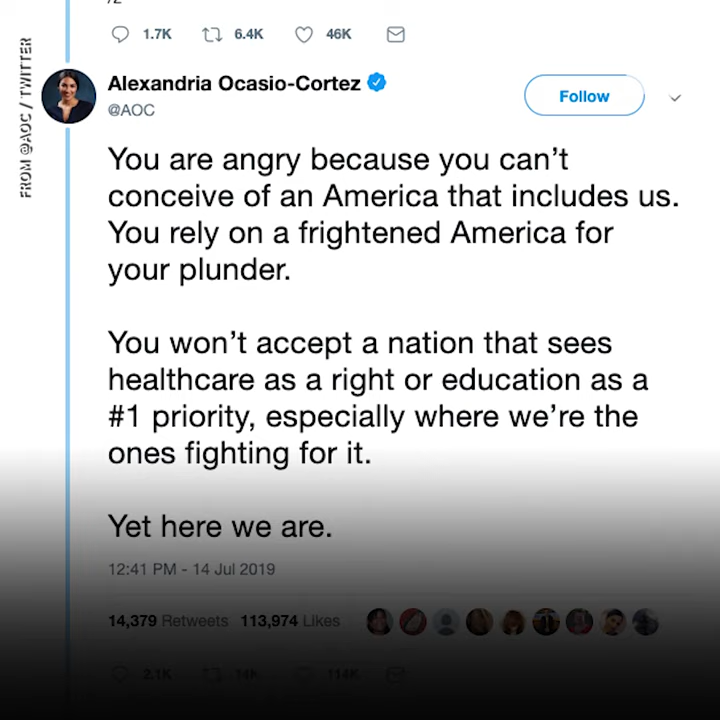 1.7K 6.4K 46K
FROM @AOC / TWITTER
Alexandria Ocasio-Cortez
@AOC
Follow
You are angry because you can’t
conceive of an America that includes us.
You rely on a frightened America for
your plunder.
You won’t accept a nation that sees
healthcare as a right or education as a
#1 priority, especially where we’re the
ones fighting for it.
Yet here we are.
12:41 PM - 14 Jul 2019
14,379 Retweets 113,974 Likes
2.1K 14K 114K